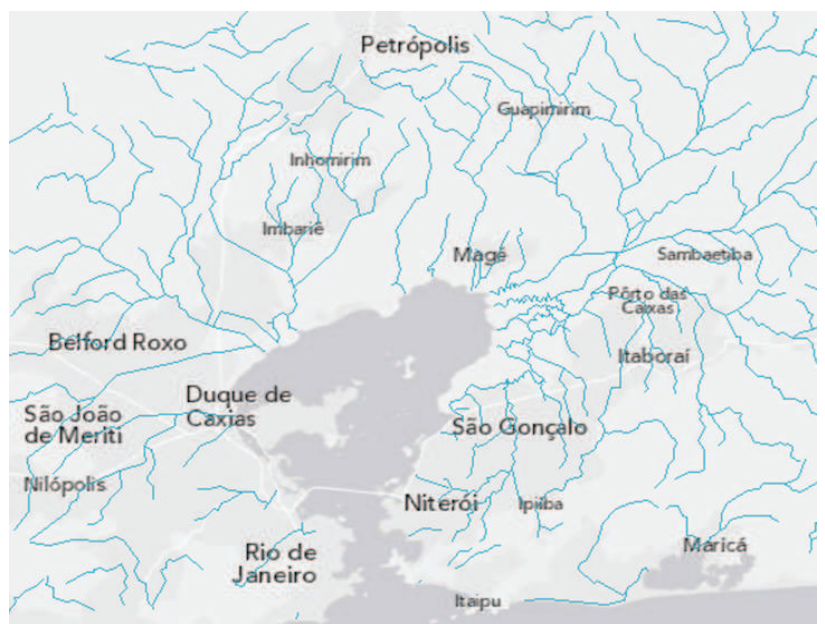 Petrópolis
Guapimirim
Inhomirim
Imbariê
Magé
Sambaetiba
Pôrto das
Caixas
Belford Roxo
Itaboraí
Duque de
Caxias
São João
de Meriti
São Gonçalo
Nilópolis
Niterói
Ipiiba
Rio de
Janeiro
Maricá
Itaipu